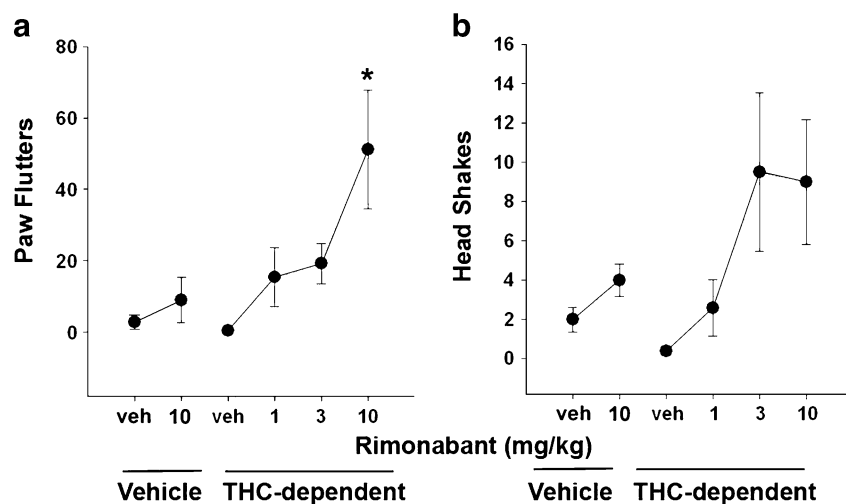 a
80
60
40
20
0
Paw Flutters
*
veh 10 veh 1 3 10
b
16
14
12
10
8
6
4
2
0
Head Shakes
veh 10 veh 1 3 10
Rimonabant (mg/kg)
Vehicle THC-dependent Vehicle THC-dependent